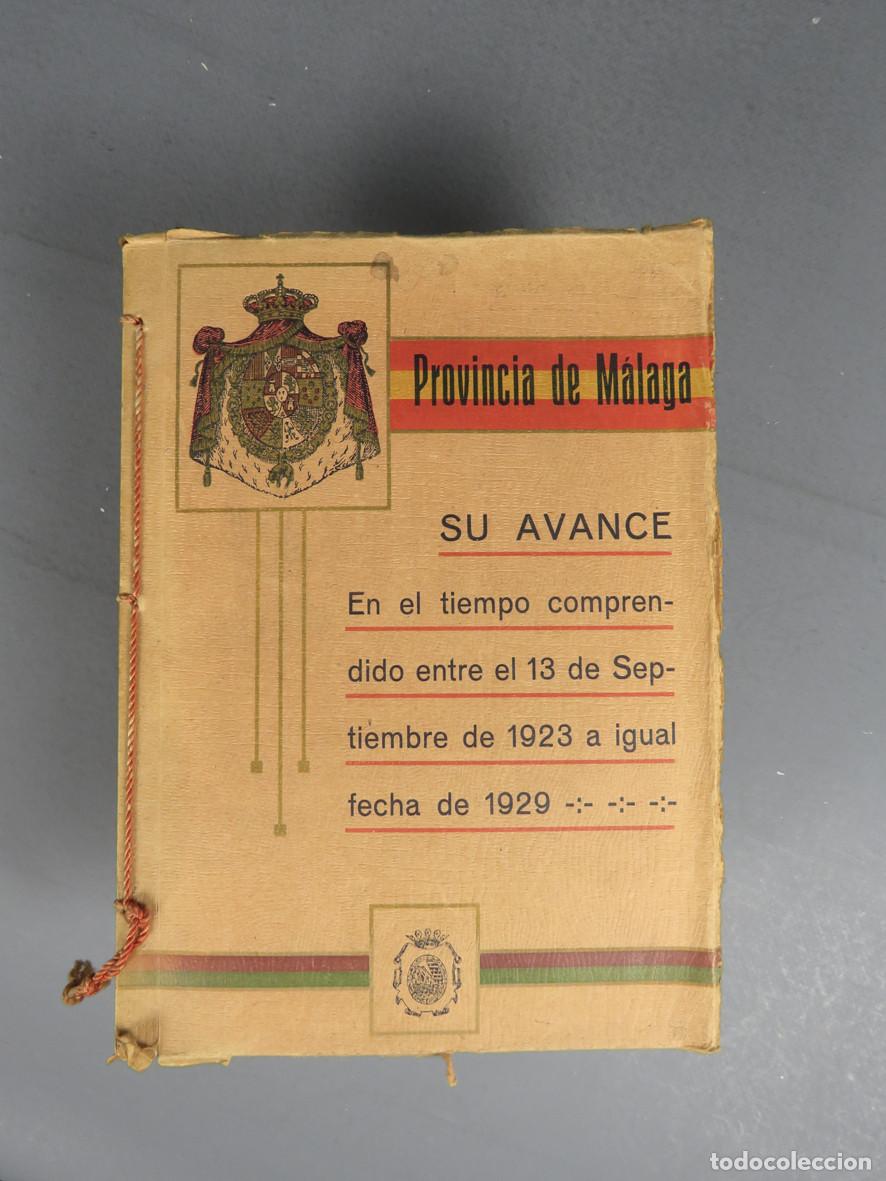 Provincia de Málaga
SU AVANCE
En el tiempo compren-
dido entre el 13 de Sep-
tiembre de 1923 a igual
fecha de 1929 -:- -:- -:-
todocoleccion